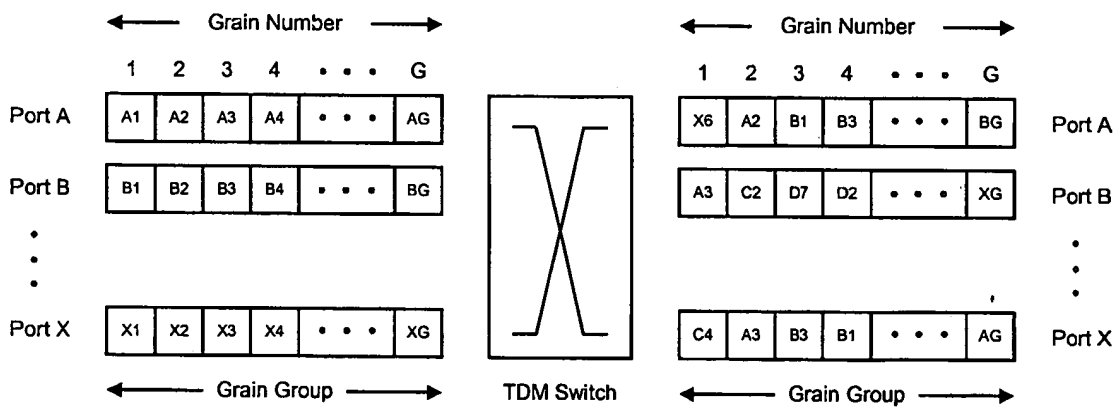 Grain Number Grain Number
1 2 3 4 • • • G 1 2 3 4 • • • G
Port A A1 A2 A3 A4 • • • AG X6 A2 B1 B3 • • • BG Port A
Port B B1 B2 B3 B4 • • • BG A3 C2 D7 D2 • • • XG Port B
Port X X1 X2 X3 X4 • • • XG C4 A3 B3 B1 • • • AG Port X
Grain Group TDM Switch Grain Group